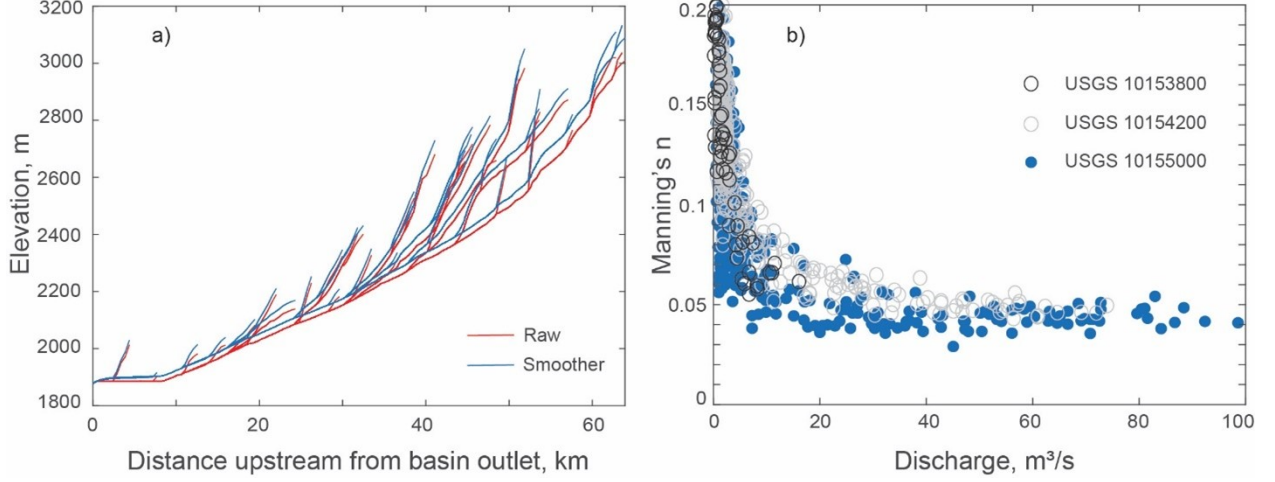 a)
3200
3000
2800
2600
2400
2200
2000
1800
Elevation, m
Raw
Smoother
0
20
40
60
Distance upstream from basin outlet, km
b)
0.2
0.15
0.1
0.05
0
Manning's n
USGS 10153800
USGS 10154200
USGS 10155000
0
20
40
60
80
100
Discharge, m³/s